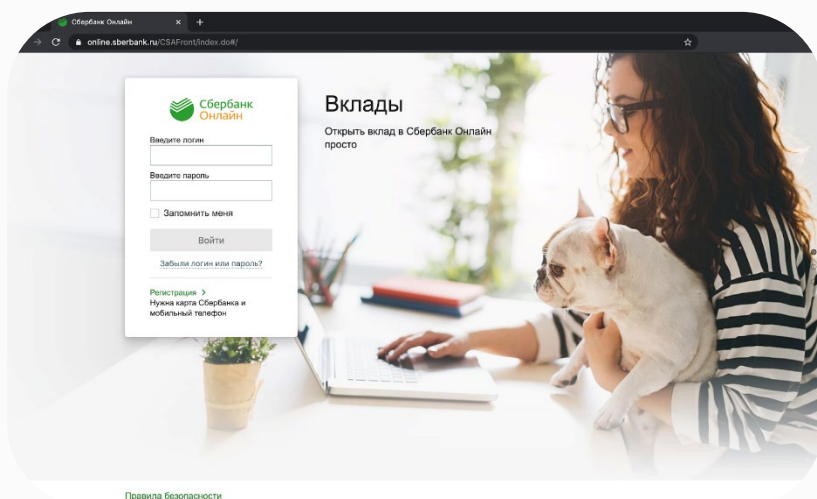 Сбербанк Онлайн
online.sberbank.ru/CSAFront/index.do#/
Сбербанк
Онлайн
Введите логин
Введите пароль
Запомнить меня
Войти
Забыли логин или пароль?
Регистрация >
Нужна карта Сбербанка и
мобильный телефон
Вклады
Открыть вклад в Сбербанк Онлайн
просто
Правила безопасности